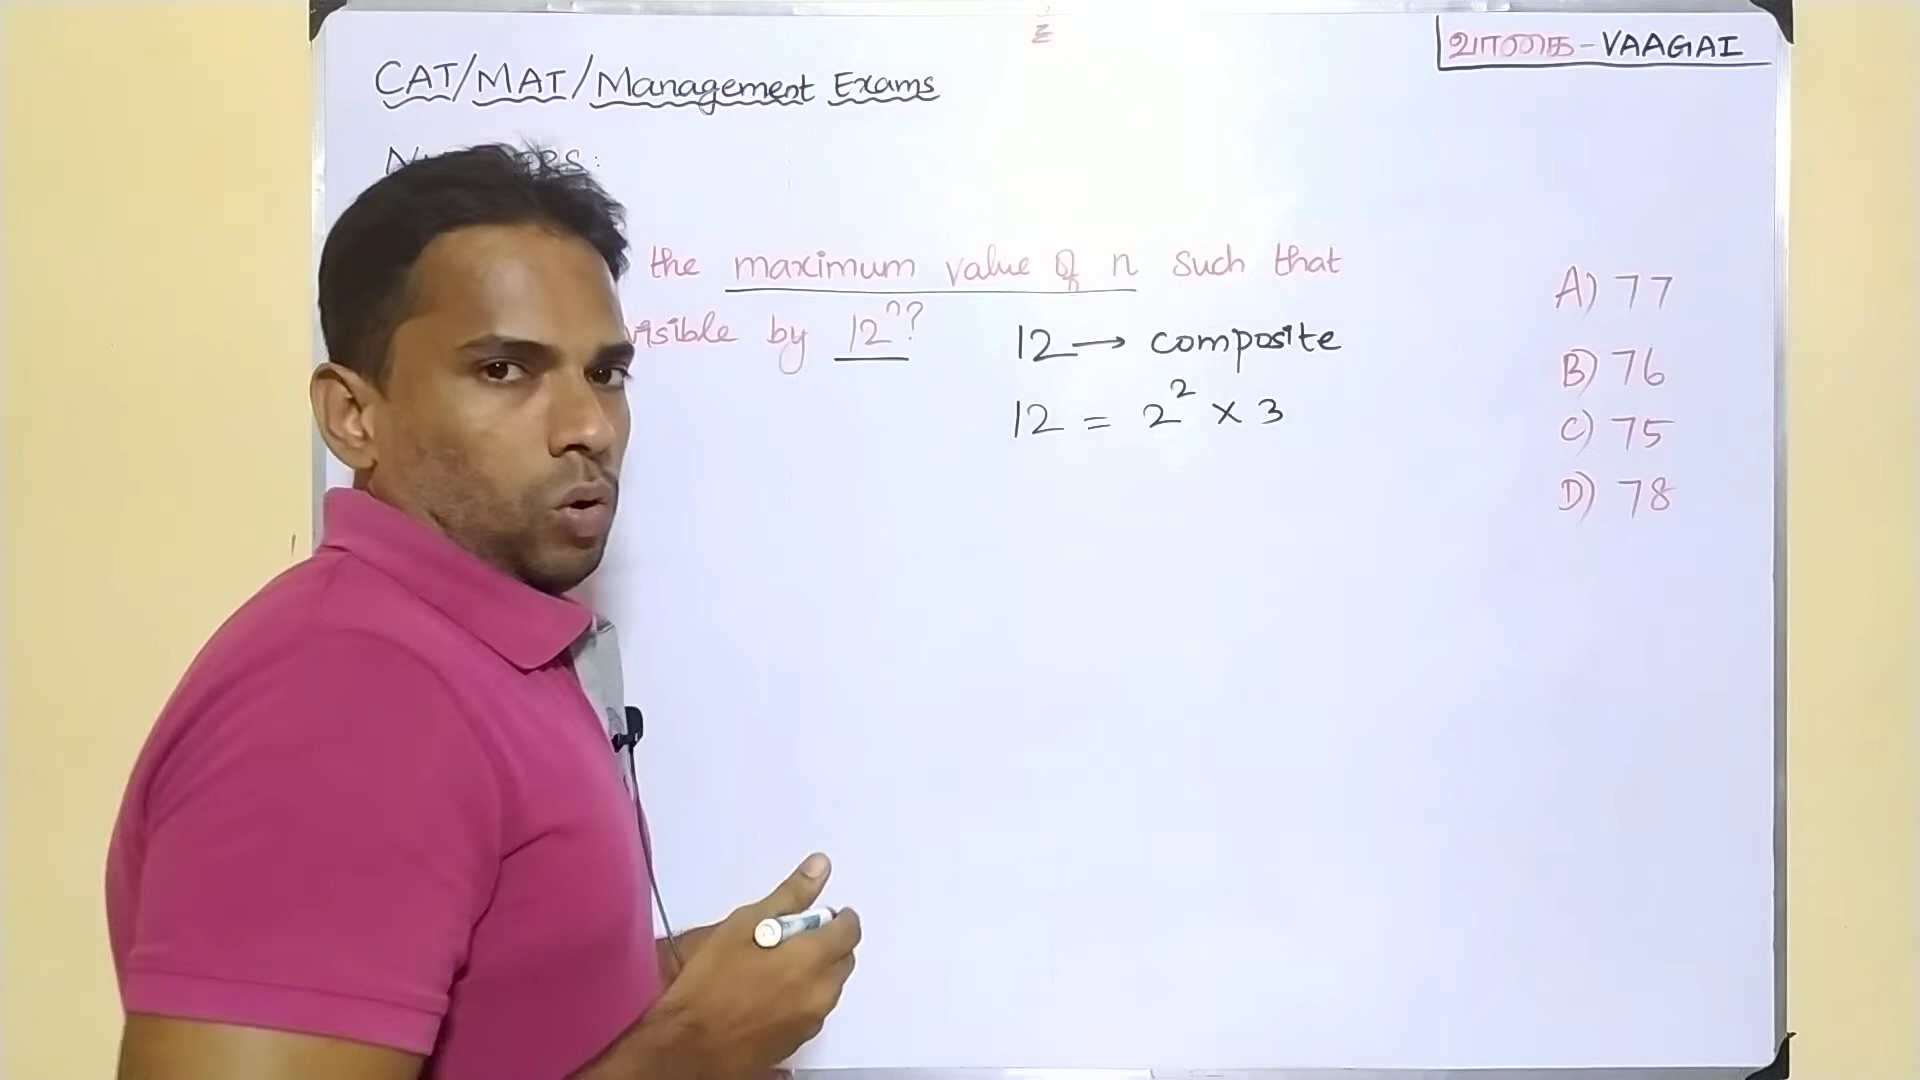 வாகை - VAAGAI
CAT/MAT/Management Exams
the maximum value of n such that
by 12ⁿ?
12 → composite
12 = 2² × 3
A) 77
B) 76
C) 75
D) 78